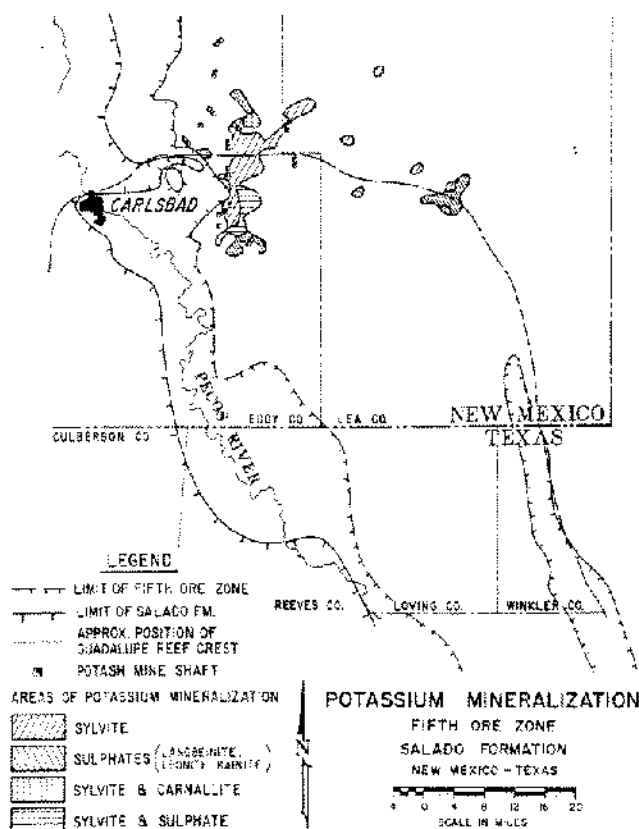 CARLSBAD
PECOS
RIVER
EDDY CO.
LEA CO.
NEW MEXICO
TEXAS
CULBERSON CO.
REEVES CO.
LOVING CO.
WINKLER CO.
LEGEND
LIMIT OF FIFTH ORE ZONE
LIMIT OF SALADO FM.
APPROX. POSITION OF
GUADALUPE REEF CREST
POTASH MINE SHAFT
AREAS OF POTASSIUM MINERALIZATION
SYLVITE
SULPHATES (LANGBEINITE,
KAINITE)
SYLVITE & CARNALLITE
SYLVITE & SULPHATE
N
POTASSIUM MINERALIZATION
FIFTH ORE ZONE
SALADO FORMATION
NEW MEXICO - TEXAS
4 0 4 8 12 16 20
SCALE IN MILES